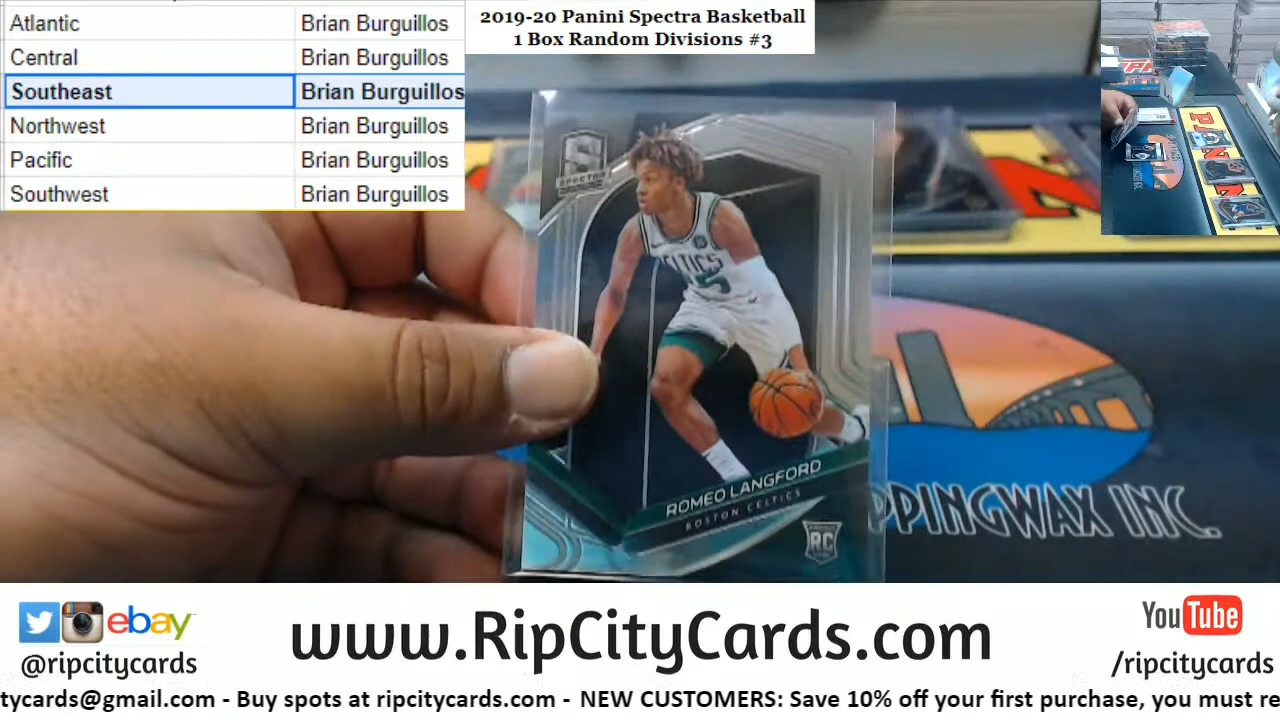 Atlantic Brian Burguillos
Central Brian Burguillos
Southeast Brian Burguillos
Northwest Brian Burguillos
Pacific Brian Burguillos
Southwest Brian Burguillos
2019-20 Panini Spectra Basketball
1 Box Random Divisions #3
SPECTRA
CELTICS
ROMEO LANGFORD
BOSTON CELTICS
RC
PPINGWAX INC.
ebay
@ripcitycards
www.RipCityCards.com
YouTube
/ripcitycards
tycards@gmail.com - Buy spots at ripcitycards.com - NEW CUSTOMERS: Save 10% off your first purchase, you must re